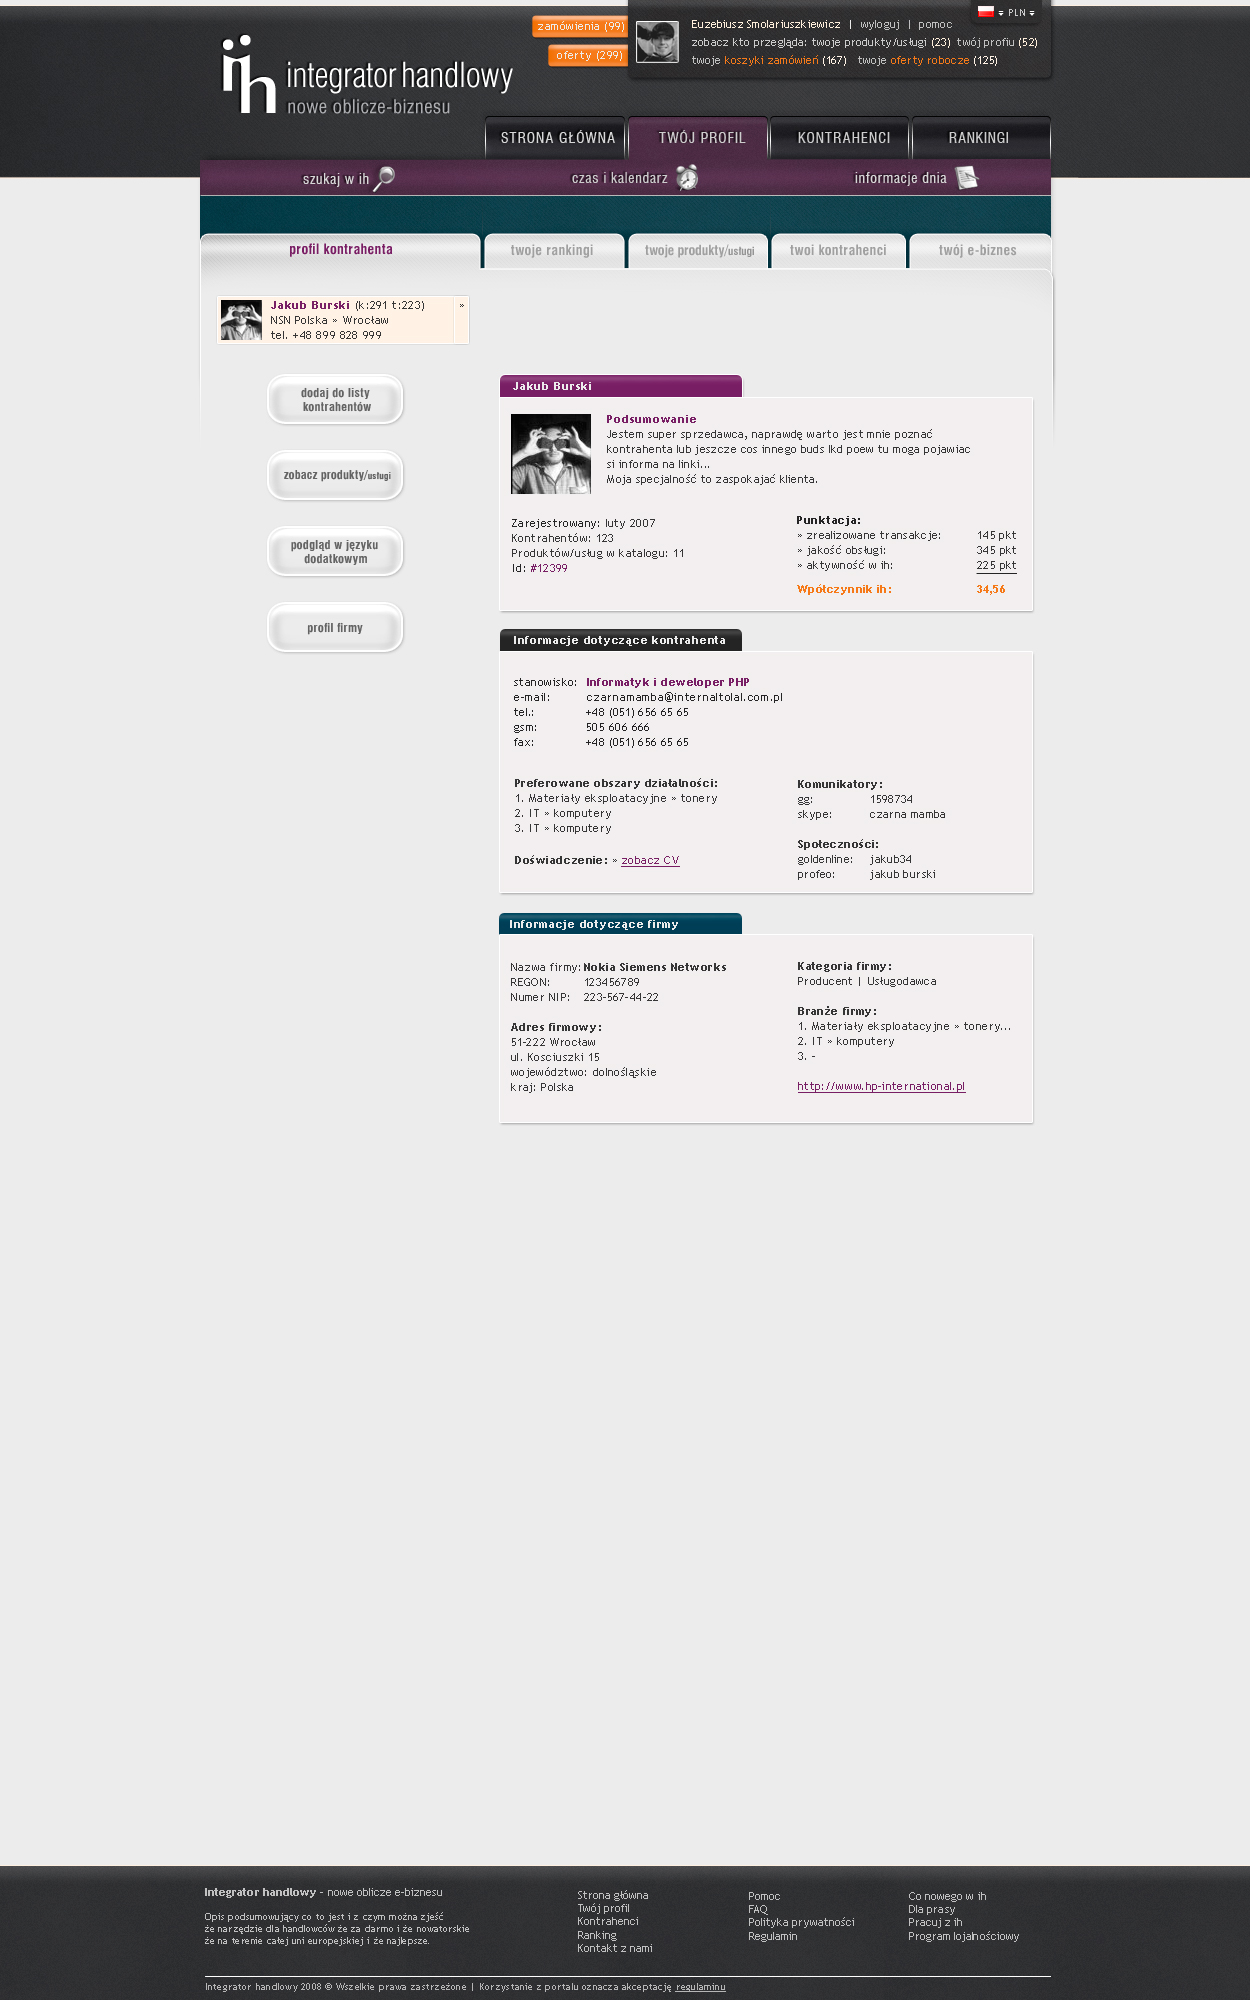 zamówienia (99)
oferty (299)
Euzebiusz Smolariuszkiewicz | wyloguj | pomoc
PLN
zobacz kto przegląda: twoje produkty/usługi (23) twój profiu (52)
twoje koszyki zamówień (167) twoje oferty robocze (125)
ih integrator handlowy
nowe oblicze-biznesu
STRONA GŁÓWNA
TWÓJ PROFIL
KONTRAHENCI
RANKINGI
szukaj w ih
czas i kalendarz
informacje dnia
profil kontrahenta
twoje rankingi
twoje produkty/usługi
twoi kontrahenci
twój e-biznes
Jakub Burski (k:291 t:223) »
NSN Polska » Wrocław
tel. +48 899 828 999
dodaj do listy
kontrahentów
zobacz produkty/usługi
podgląd w języku
dodatkowym
profil firmy
Jakub Burski
Podsumowanie
Jestem super sprzedawca, naprawdę warto jest mnie poznać
kontrahenta lub jeszcze cos innego buds lkd poew tu moga pojawiac
si informa na linki...
Moja specjalność to zaspokajać klienta.
Zarejestrowany: luty 2007
Kontrahentów: 123
Produktów/usług w katalogu: 11
Id: #12399
Punktacja:
» zrealizowane transakcje: 145 pkt
» jakość obsługi: 345 pkt
» aktywność w ih: 225 pkt
Wpółczynnik ih: 34,56
Informacje dotyczące kontrahenta
stanowisko: Informatyk i deweloper PHP
e-mail: czarnamamba@internaltolal.com.pl
tel.: +48 (051) 656 65 65
gsm: 505 606 666
fax: +48 (051) 656 65 65
Preferowane obszary działalności:
1. Materiały eksploatacyjne » tonery
2. IT » komputery
3. IT » komputery
Doświadczenie: » zobacz CV
Komunikatory:
gg: 1598734
skype: czarna mamba
Społeczności:
goldenline: jakub34
profeo: jakub burski
Informacje dotyczące firmy
Nazwa firmy: Nokia Siemens Networks
REGON: 123456789
Numer NIP: 223-567-44-22
Adres firmowy:
51-222 Wrocław
ul. Kosciuszki 15
województwo: dolnośląskie
kraj: Polska
Kategoria firmy:
Producent | Usługodawca
Branże firmy:
1. Materiały eksploatacyjne » tonery...
2. IT » komputery
3. -
http://www.hp-international.pl
Integrator handlowy - nowe oblicze e-biznesu
Opis podsumowujący co to jest i z czym można zjeść
że narzędzie dla handlowców że za darmo i że nowatorskie
że na terenie całej uni europejskiej i że najlepsze.
Strona główna
Twój profil
Kontrahenci
Ranking
Kontakt z nami
Pomoc
FAQ
Polityka prywatności
Regulamin
Co nowego w ih
Dla prasy
Pracuj z ih
Program lojalnościowy
Integrator handlowy 2008 © Wszelkie prawa zastrzeżone | Korzystanie z portalu oznacza akceptację regulaminu